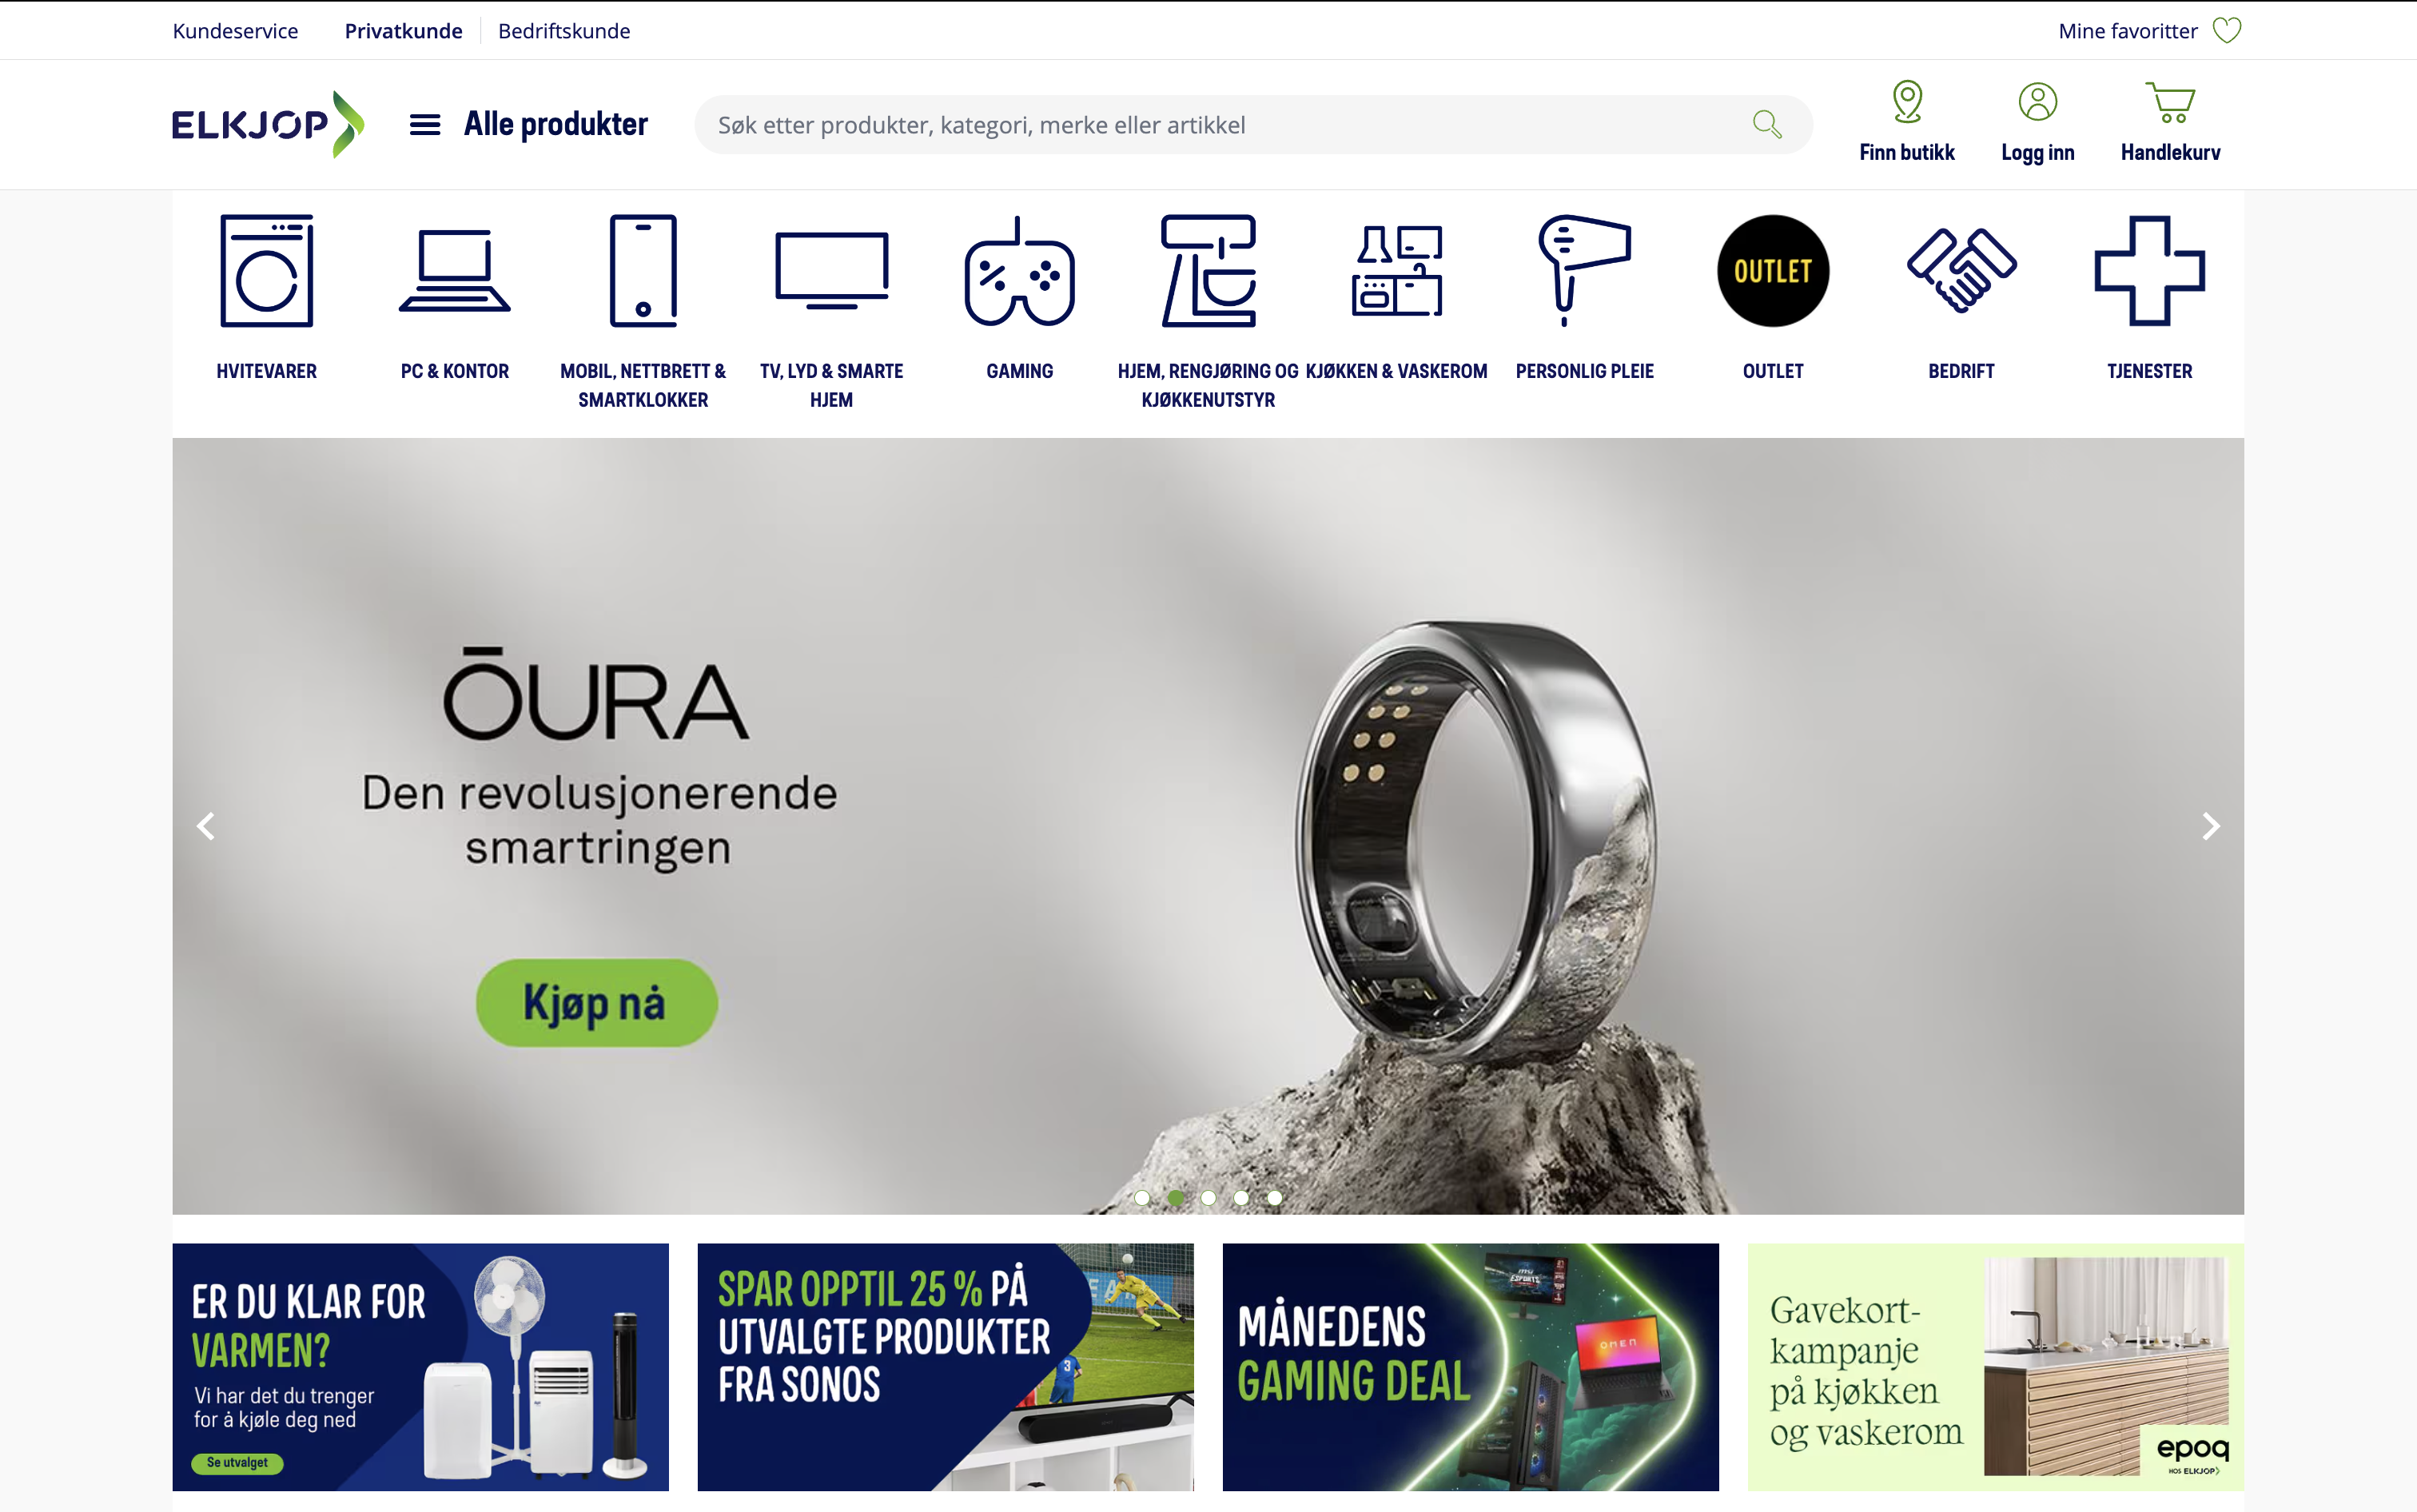 Kundeservice
Privatkunde
Bedriftskunde
Mine favoritter
ELKJØP
Alle produkter
Søk etter produkter, kategori, merke eller artikkel
Finn butikk
Logg inn
Handlekurv
OUTLET
HVITEVARER
PC & KONTOR
MOBIL, NETTBRETT &
SMARTKLOKKER
TV, LYD & SMARTE
HJEM
GAMING
HJEM, RENGJØRING OG
KJØKKENUTSTYR
KJØKKEN & VASKEROM
PERSONLIG PLEIE
OUTLET
BEDRIFT
TJENESTER
ŌURA
Den revolusjonerende
smartringen
Kjøp nå
ER DU KLAR FOR
VARMEN?
Vi har det du trenger
for å kjøle deg ned
Se utvalget
SPAR OPPTIL 25 % PÅ
UTVALGTE PRODUKTER
FRA SONOS
3
MÅNEDENS
GAMING DEAL
msi
ESPORTS
OMEN
Gavekort-
kampanje
på kjøkken
og vaskerom
epoq
HOS ELKJØP